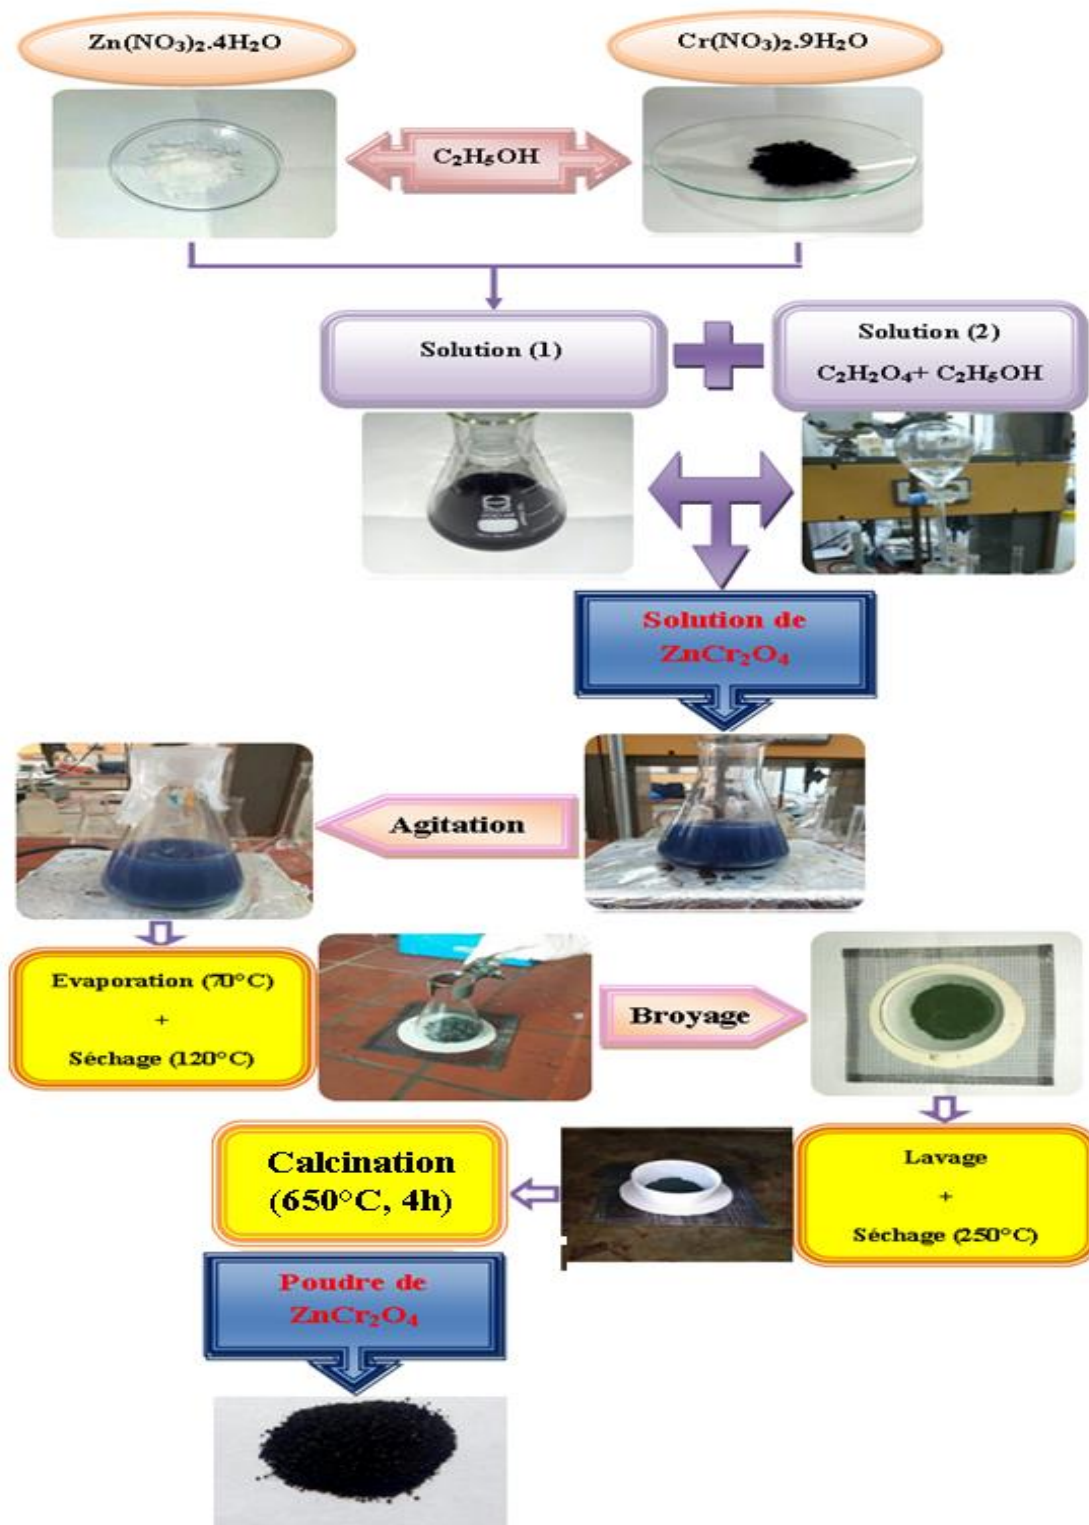 Zn(NO₃)₂.4H₂O
Cr(NO₃)₂.9H₂O
C₂H₅OH
Solution (1)
Solution (2)
C₂H₂O₄+ C₂H₅OH
Solution de
ZnCr₂O₄
Agitation
Evaporation (70°C)
+
Séchage (120°C)
Broyage
Lavage
+
Séchage (250°C)
Calcination
(650°C, 4h)
Poudre de
ZnCr₂O₄